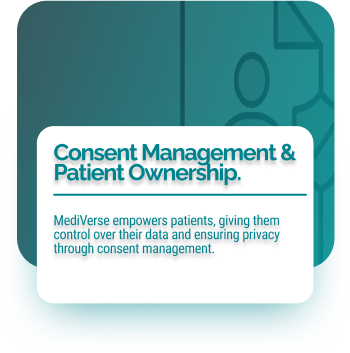 Consent Management &
Patient Ownership.
MediVerse empowers patients, giving them
control over their data and ensuring privacy
through consent management.